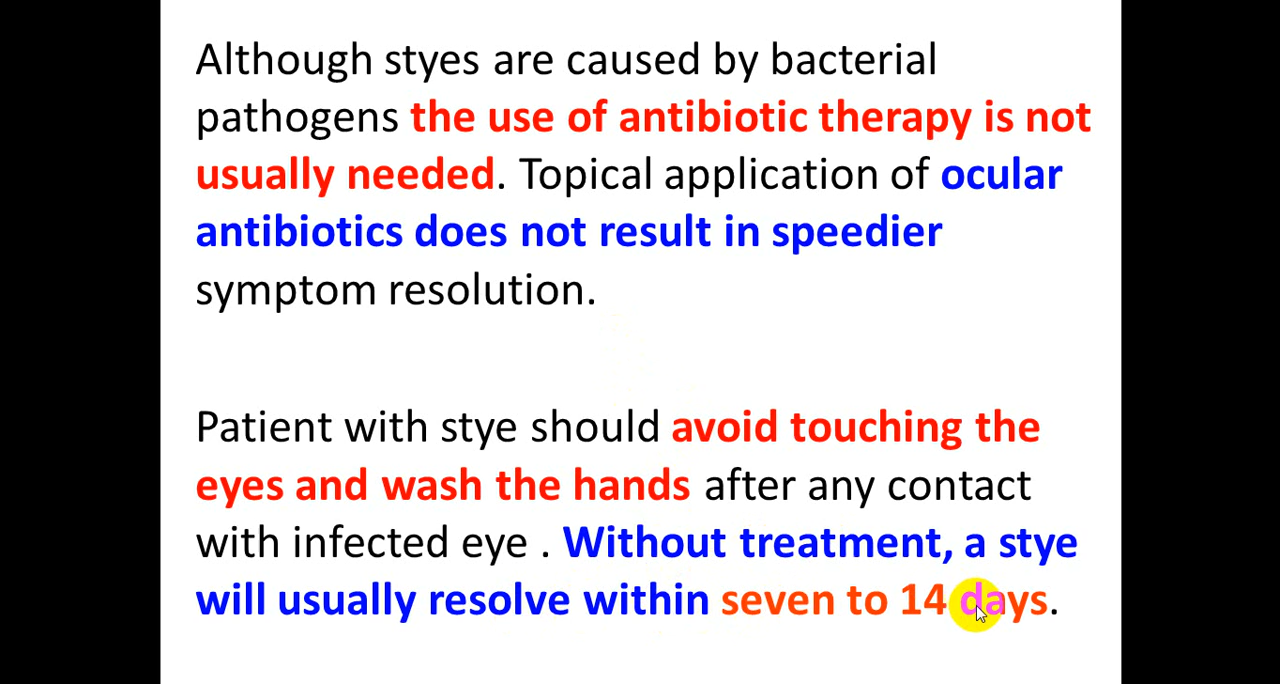 Although styes are caused by bacterial
pathogens the use of antibiotic therapy is not
usually needed. Topical application of ocular
antibiotics does not result in speedier
symptom resolution.
Patient with stye should avoid touching the
eyes and wash the hands after any contact
with infected eye . Without treatment, a stye
will usually resolve within seven to 14 days.